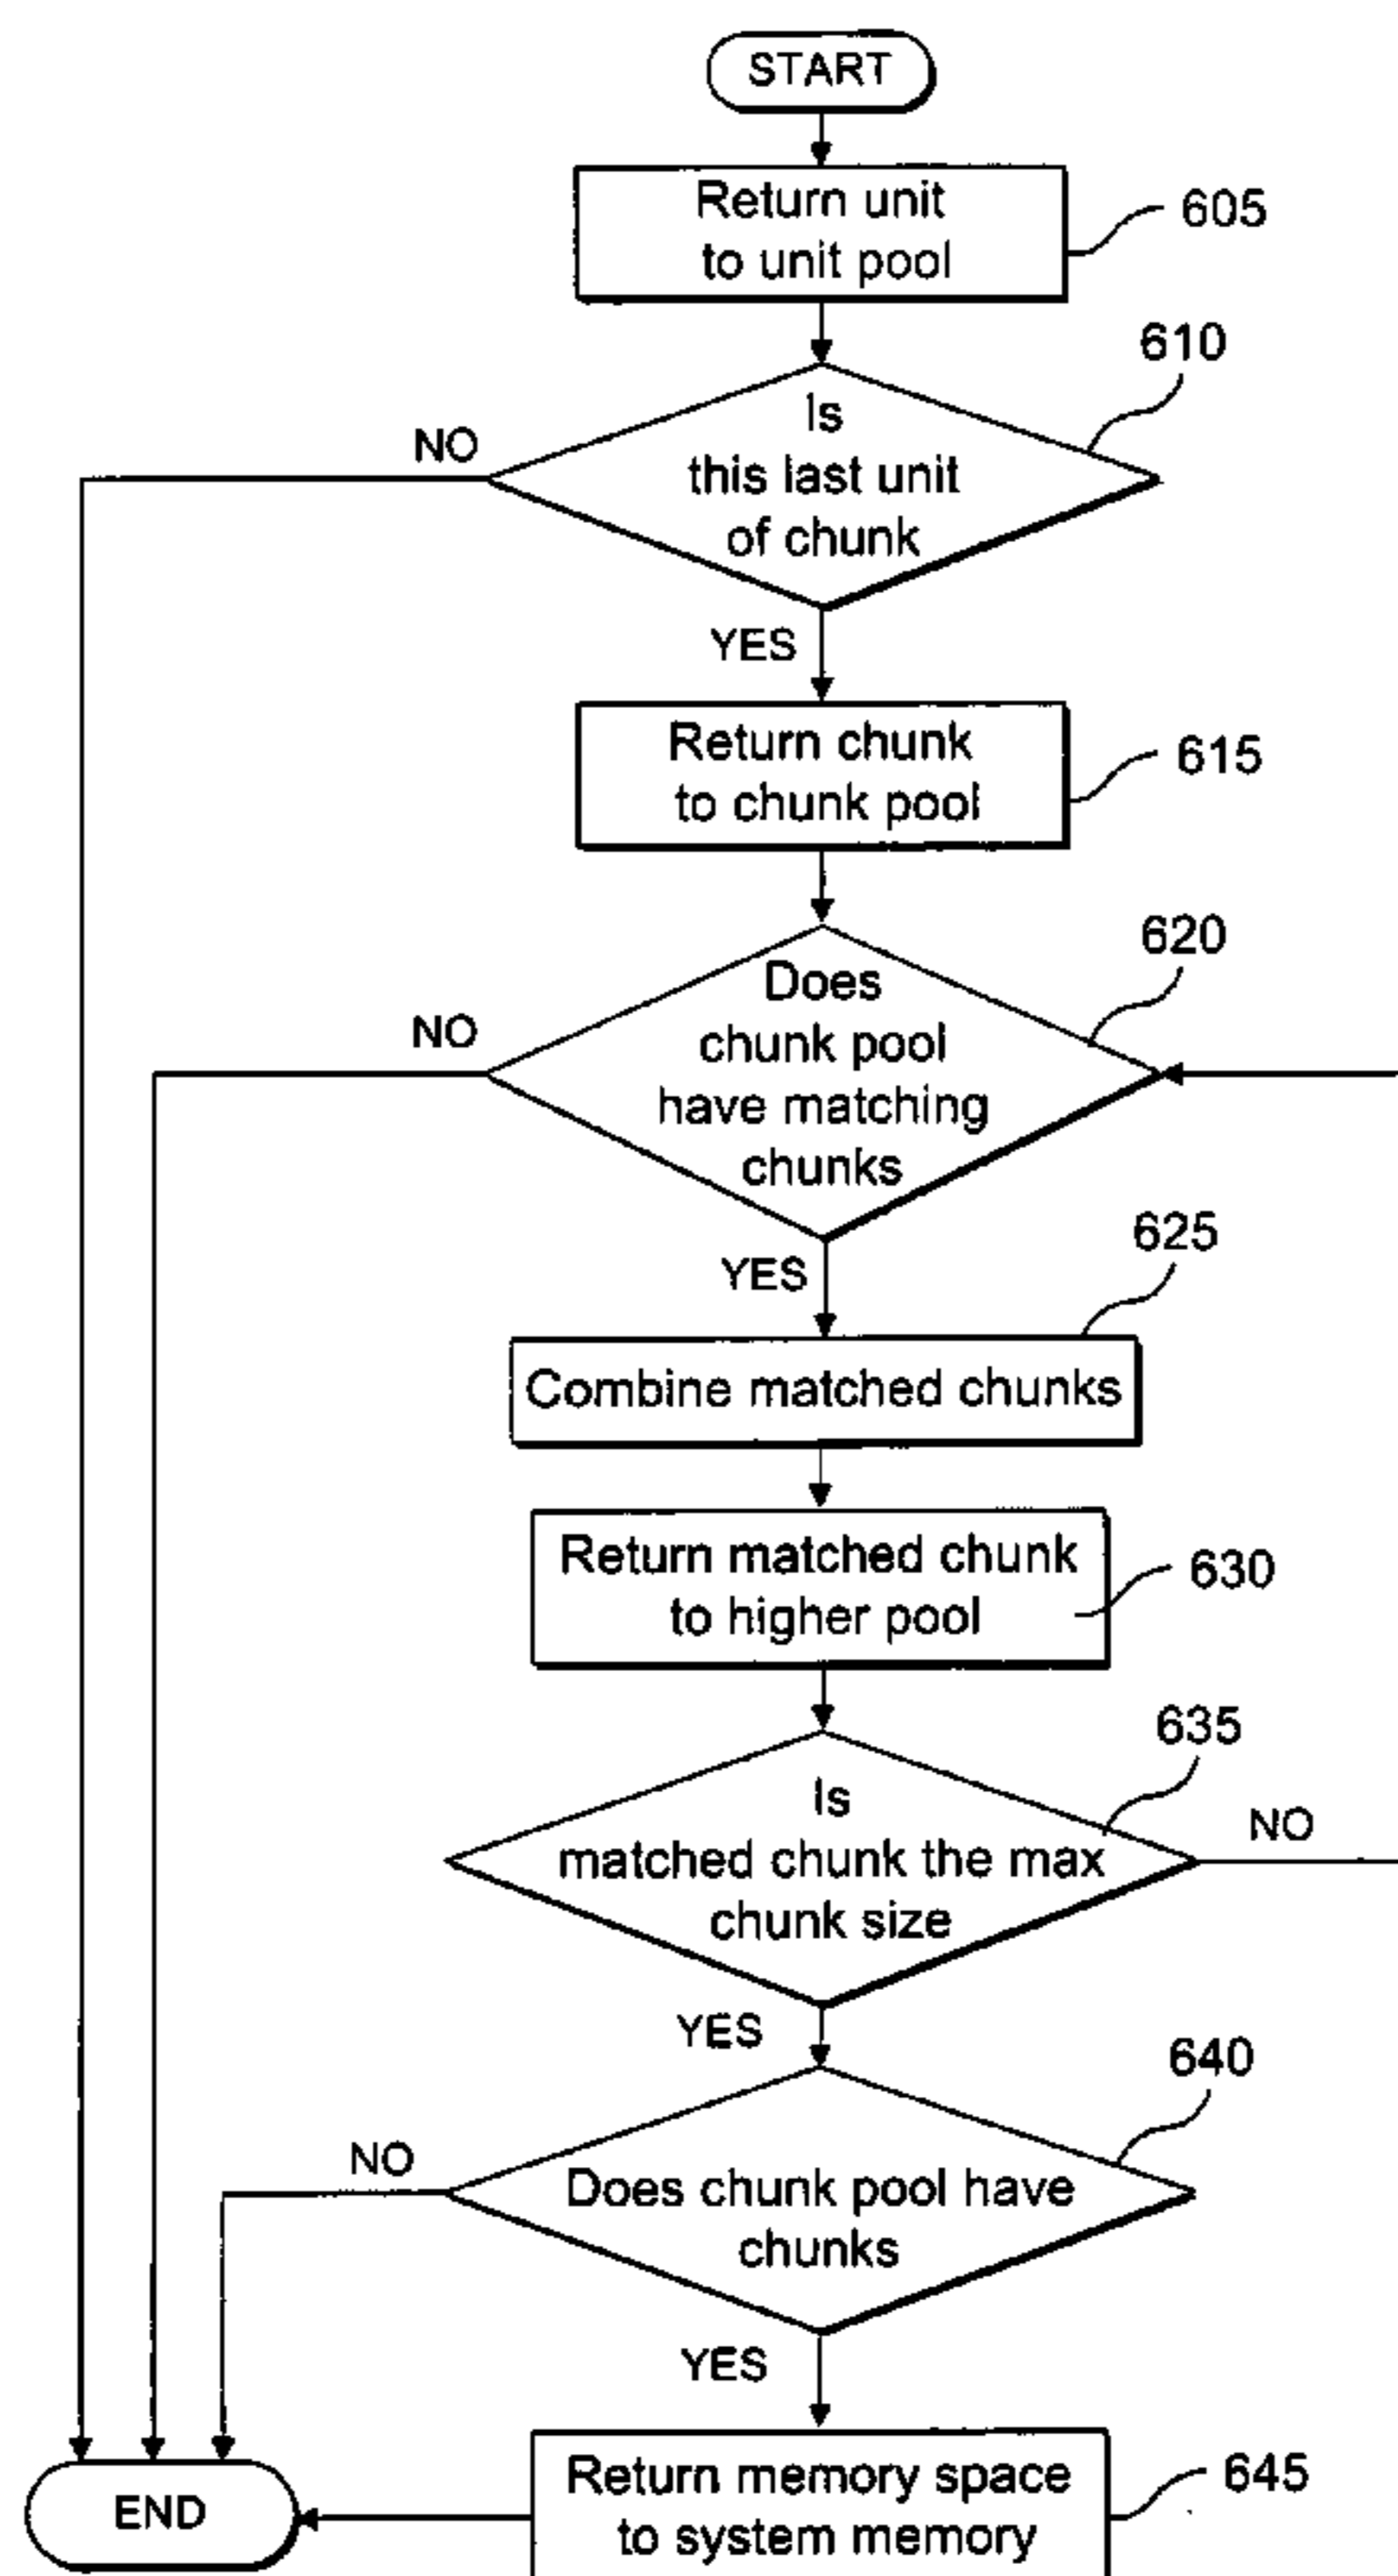 START
Return unit
to unit pool
605
610
Is
this last unit
of chunk
NO
YES
Return chunk
to chunk pool
615
620
Does
chunk pool
have matching
chunks
NO
YES
625
Combine matched chunks
Return matched chunk
to higher pool
630
635
Is
matched chunk the max
chunk size
NO
YES
640
Does chunk pool have
chunks
NO
YES
Return memory space
to system memory
645
END